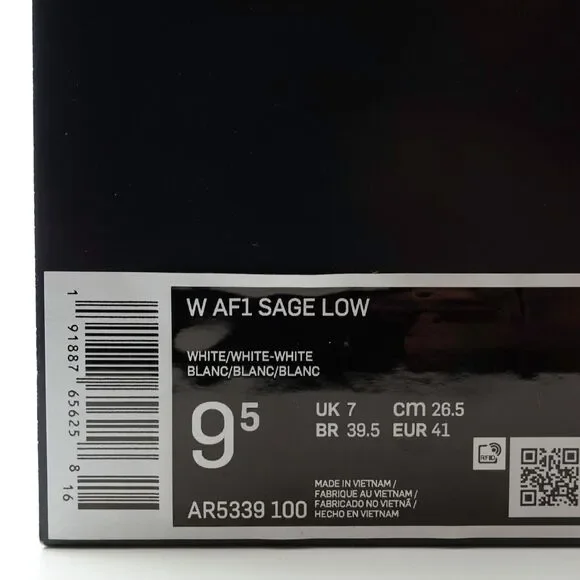 W AF1 SAGE LOW
WHITE/WHITE-WHITE
BLANC/BLANC/BLANC
9⁵
UK 7 cm 26.5
BR 39.5 EUR 41
RFID
AR5339 100
MADE IN VIETNAM /
FABRIQUE AU VIETNAM /
FABRICADO NO VIETNÃ /
HECHO EN VIETNAM
1 91887 65625 8 16